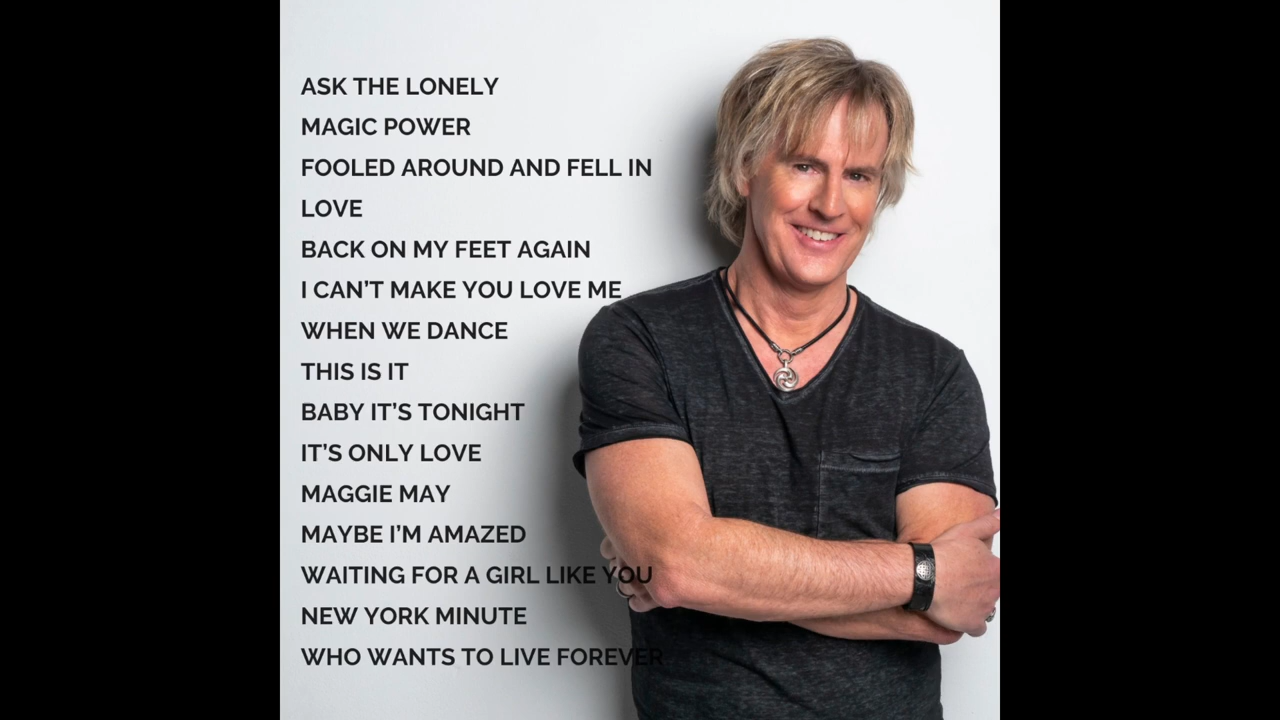 ASK THE LONELY
MAGIC POWER
FOOLED AROUND AND FELL IN
LOVE
BACK ON MY FEET AGAIN
I CAN’T MAKE YOU LOVE ME
WHEN WE DANCE
THIS IS IT
BABY IT’S TONIGHT
IT’S ONLY LOVE
MAGGIE MAY
MAYBE I’M AMAZED
WAITING FOR A GIRL LIKE YOU
NEW YORK MINUTE
WHO WANTS TO LIVE FOREVER